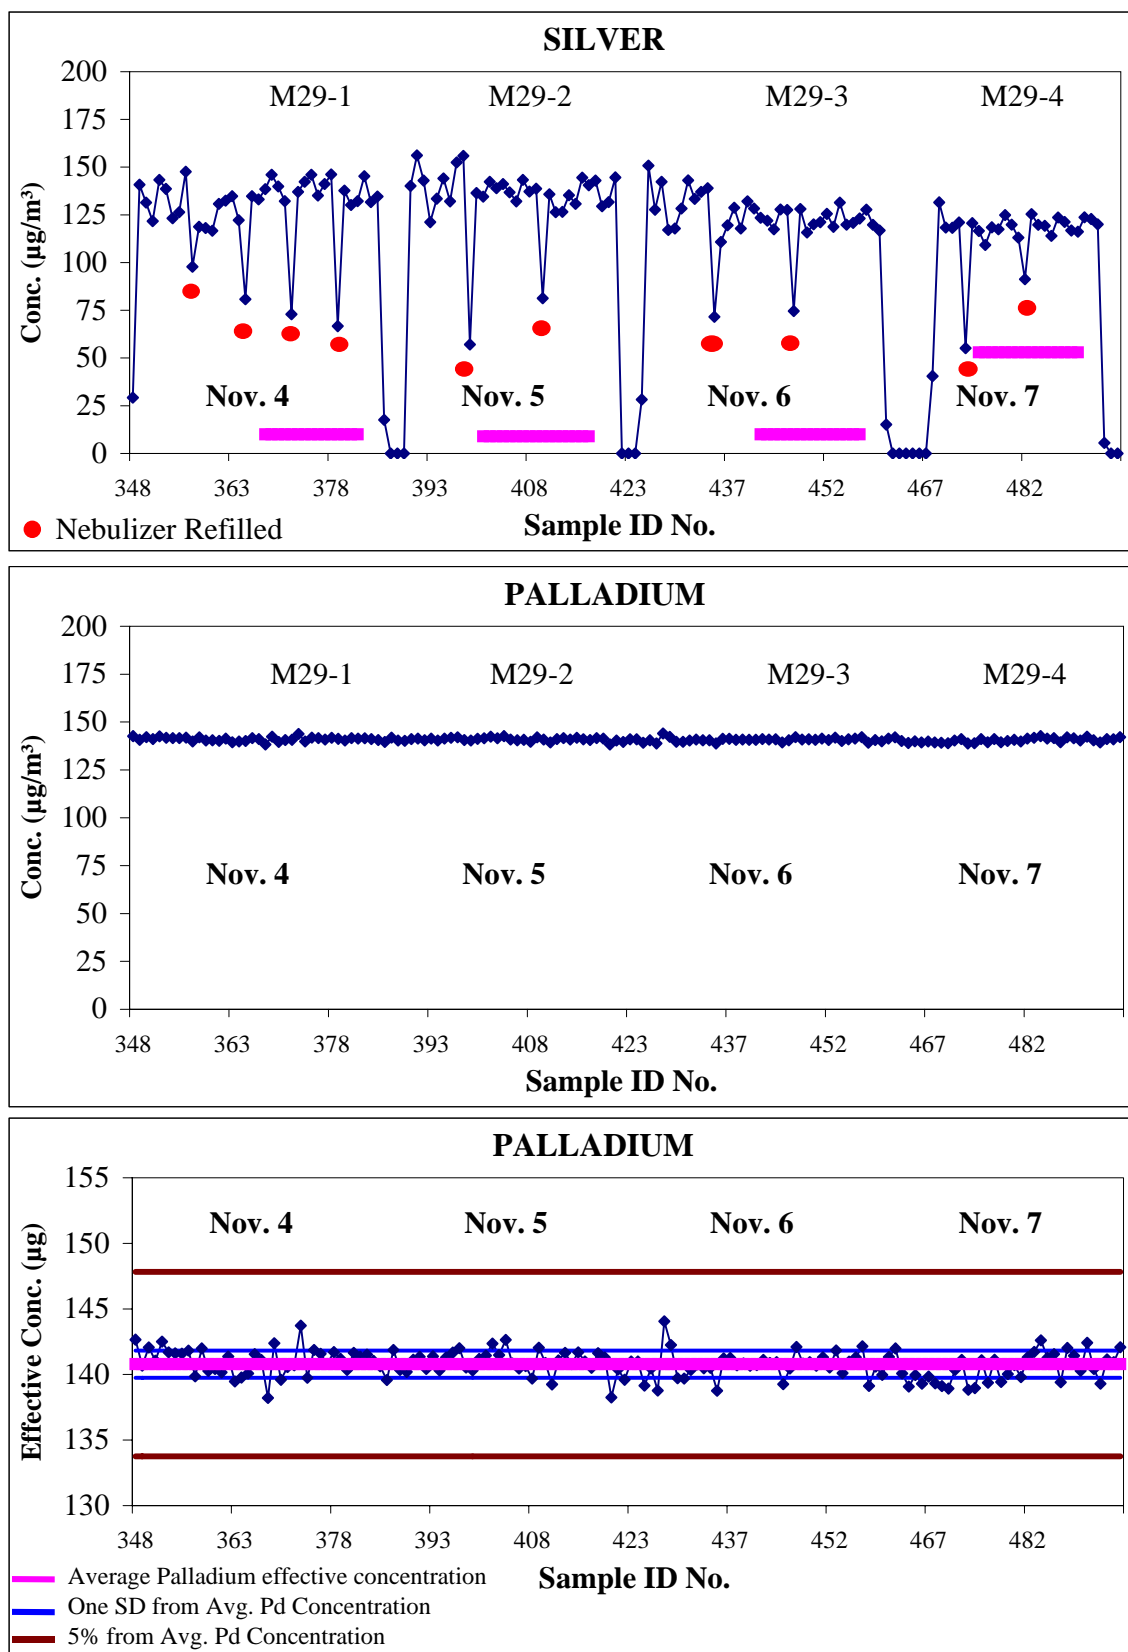 SILVER
200
175
150
125
100
75
50
25
0
Conc. (µg/m³)
M29-1 M29-2 M29-3 M29-4
Nov. 4 Nov. 5 Nov. 6 Nov. 7
348 363 378 393 408 423 437 452 467 482
Sample ID No.
Nebulizer Refilled
PALLADIUM
200
175
150
125
100
75
50
25
0
Conc. (µg/m³)
M29-1 M29-2 M29-3 M29-4
Nov. 4 Nov. 5 Nov. 6 Nov. 7
348 363 378 393 408 423 437 452 467 482
Sample ID No.
PALLADIUM
155
150
145
140
135
130
Effective Conc. (µg)
Nov. 4 Nov. 5 Nov. 6 Nov. 7
348 363 378 393 408 423 437 452 467 482
Sample ID No.
Average Palladium effective concentration
One SD from Avg. Pd Concentration
5% from Avg. Pd Concentration